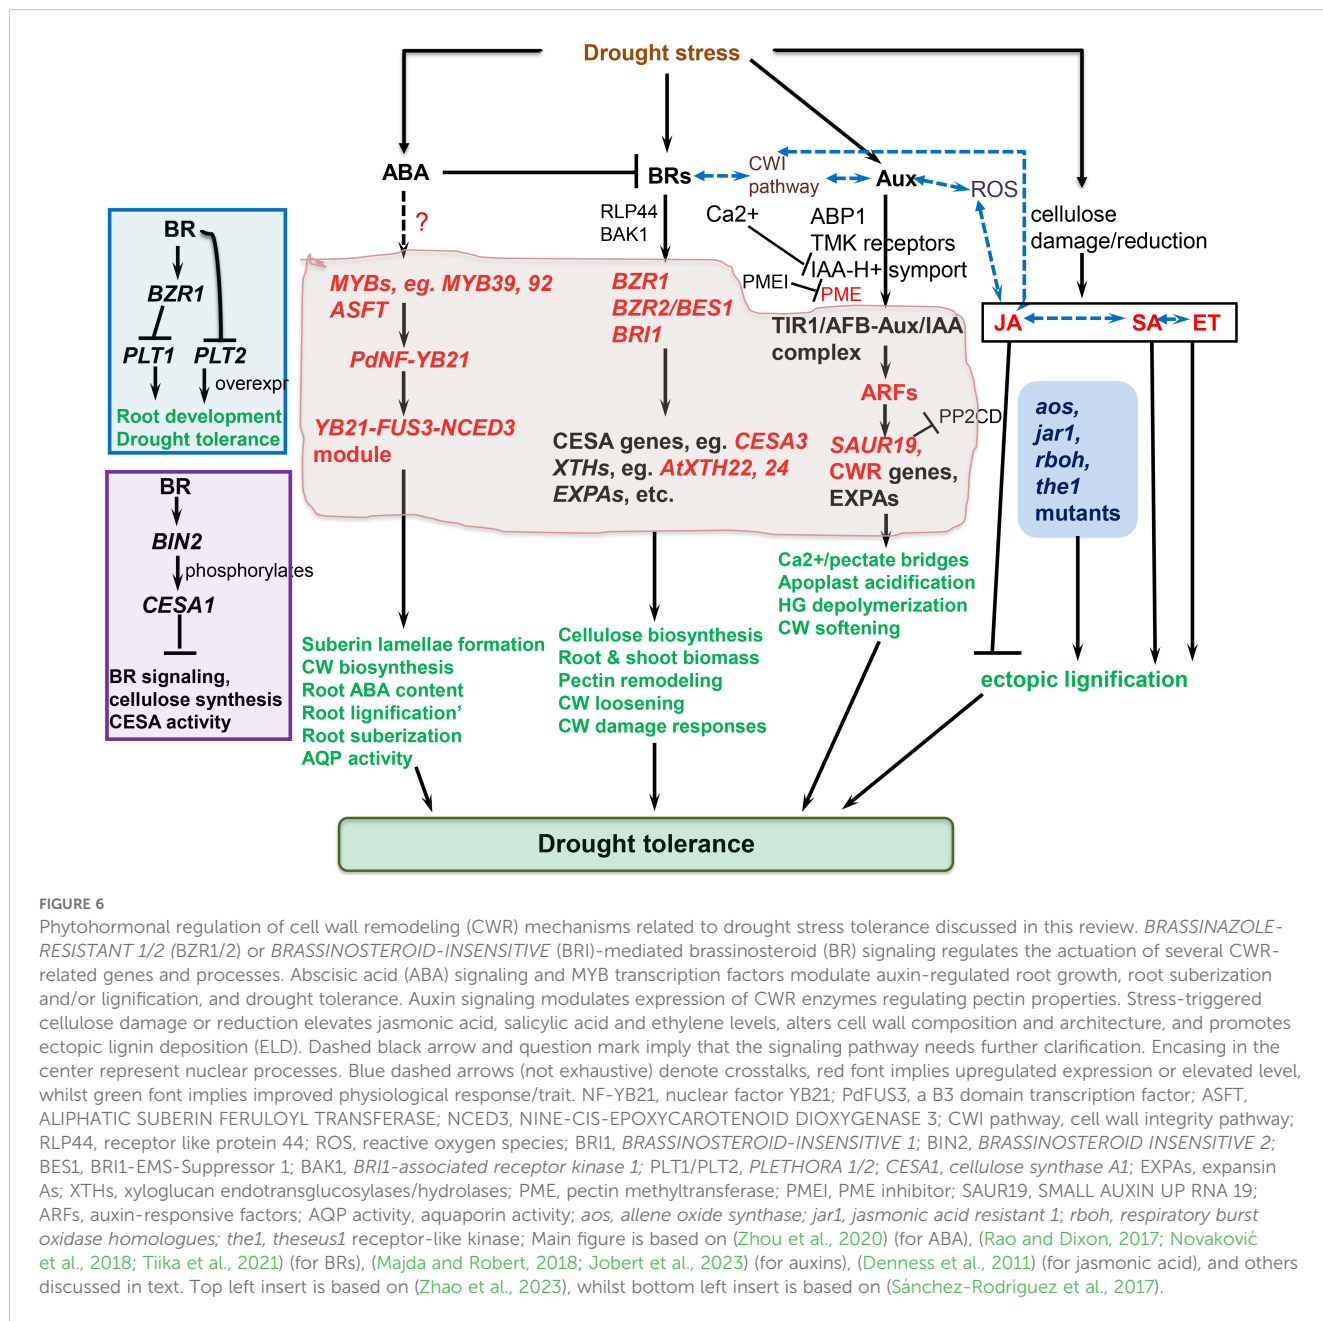 Drought stress
ABA
BRs
CWI
pathway
Aux
ROS
?
RLP44
BAK1
Ca2+
ABP1
TMK receptors
IAA-H+ symport
PMEI
PME
cellulose
damage/reduction
BR
BZR1
PLT1
PLT2
overexpr
Root development
Drought tolerance
MYBs, eg. MYB39, 92
ASFT
PdNF-YB21
YB21-FUS3-NCED3
module
BZR1
BZR2/BES1
BRI1
CESA genes, eg. CESA3
XTHs, eg. AtXTH22, 24
EXPAs, etc.
TIR1/AFB-Aux/IAA
complex
ARFs
PP2CD
SAUR19,
CWR genes,
EXPAs
JA
SA
ET
aos,
jar1,
rboh,
the1
mutants
BR
BIN2
phosphorylates
CESA1
BR signaling,
cellulose synthesis
CESA activity
Suberin lamellae formation
CW biosynthesis
Root ABA content
Root lignification’
Root suberization
AQP activity
Cellulose biosynthesis
Root & shoot biomass
Pectin remodeling
CW loosening
CW damage responses
Ca2+/pectate bridges
Apoplast acidification
HG depolymerization
CW softening
ectopic lignification
Drought tolerance
FIGURE 6
Phytohormonal regulation of cell wall remodeling (CWR) mechanisms related to drought stress tolerance discussed in this review. BRASSINAZOLE-
RESISTANT 1/2 (BZR1/2) or BRASSINOSTEROID-INSENSITIVE (BRI)-mediated brassinosteroid (BR) signaling regulates the actuation of several CWR-
related genes and processes. Abscisic acid (ABA) signaling and MYB transcription factors modulate auxin-regulated root growth, root suberization
and/or lignification, and drought tolerance. Auxin signaling modulates expression of CWR enzymes regulating pectin properties. Stress-triggered
cellulose damage or reduction elevates jasmonic acid, salicylic acid and ethylene levels, alters cell wall composition and architecture, and promotes
ectopic lignin deposition (ELD). Dashed black arrow and question mark imply that the signaling pathway needs further clarification. Encasing in the
center represent nuclear processes. Blue dashed arrows (not exhaustive) denote crosstalks, red font implies upregulated expression or elevated level,
whilst green font implies improved physiological response/trait. NF-YB21, nuclear factor YB21; PdFUS3, a B3 domain transcription factor; ASFT,
ALIPHATIC SUBERIN FERULOYL TRANSFERASE; NCED3, NINE-CIS-EPOXYCAROTENOID DIOXYGENASE 3; CWI pathway, cell wall integrity pathway;
RLP44, receptor like protein 44; ROS, reactive oxygen species; BRI1, BRASSINOSTEROID-INSENSITIVE 1; BIN2, BRASSINOSTEROID INSENSITIVE 2;
BES1, BRI1-EMS-Suppressor 1; BAK1, BRI1-associated receptor kinase 1; PLT1/PLT2, PLETHORA 1/2; CESA1, cellulose synthase A1; EXPAs, expansin
As; XTHs, xyloglucan endotransglucosylases/hydrolases; PME, pectin methyltransferase; PMEI, PME inhibitor; SAUR19, SMALL AUXIN UP RNA 19;
ARFs, auxin-responsive factors; AQP activity, aquaporin activity; aos, allene oxide synthase; jar1, jasmonic acid resistant 1; rboh, respiratory burst
oxidase homologues; the1, theseus1 receptor-like kinase; Main figure is based on (Zhou et al., 2020) (for ABA), (Rao and Dixon, 2017; Novaković
et al., 2018; Tiika et al., 2021) (for BRs), (Majda and Robert, 2018; Jobert et al., 2023) (for auxins), (Denness et al., 2011) (for jasmonic acid), and others
discussed in text. Top left insert is based on (Zhao et al., 2023), whilst bottom left insert is based on (Sánchez-Rodríguez et al., 2017).